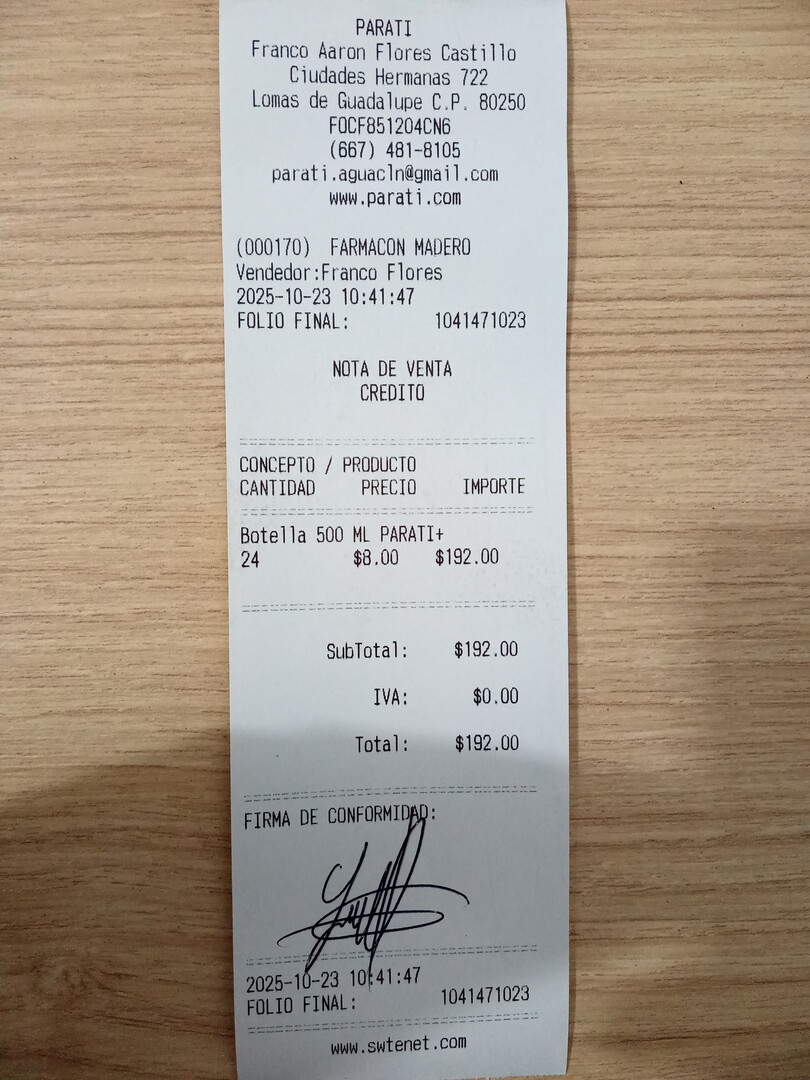 PARATI
Franco Aaron Flores Castillo
Ciudades Hermanas 722
Lomas de Guadalupe C.P. 80250
FOCF851204CN6
(667) 481-8105
parati.aguacln@gmail.com
www.parati.com
(000170) FARMACON MADERO
Vendedor:Franco Flores
2025-10-23 10:41:47
FOLIO FINAL: 1041471023
NOTA DE VENTA
CREDITO
CONCEPTO / PRODUCTO
CANTIDAD PRECIO IMPORTE
Botella 500 ML PARATI+
24 $8.00 $192.00
SubTotal: $192.00
IVA: $0.00
Total: $192.00
FIRMA DE CONFORMIDAD:
2025-10-23 10:41:47
FOLIO FINAL: 1041471023
www.swtenet.com